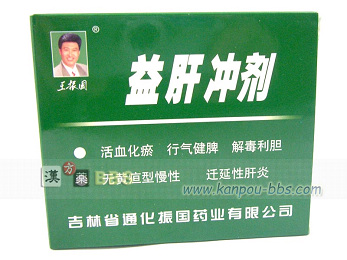 益肝冲剂
®
王振国
活血化瘀 行气健脾 解毒利胆
无黄疸型慢性 迁延性肝炎
漢方薬 BBS
www.kanpou-bbs.com
吉林省通化振国药业有限公司